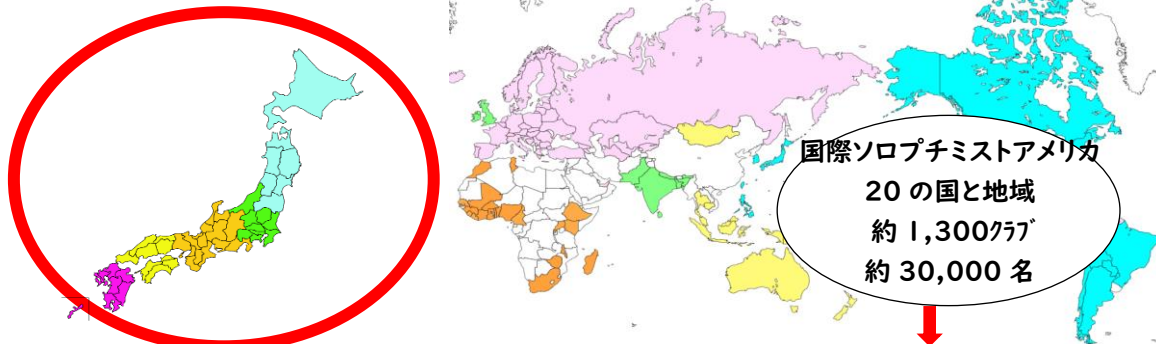 国際ソロプチミストアメリカ
20 の国と地域
約 1,300クラブ
約 30,000 名